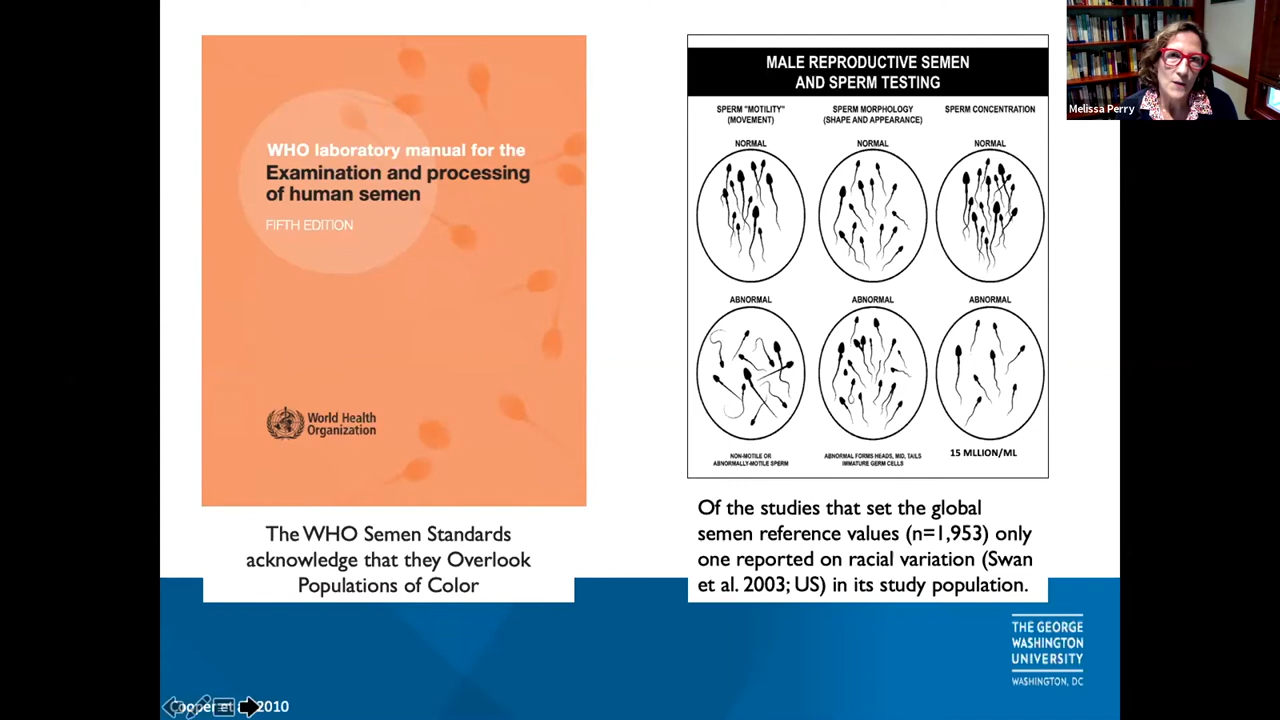 WHO laboratory manual for the
Examination and processing
of human semen
FIFTH EDITION
World Health
Organization
The WHO Semen Standards
acknowledge that they Overlook
Populations of Color
MALE REPRODUCTIVE SEMEN
AND SPERM TESTING
SPERM "MOTILITY"
(MOVEMENT)
SPERM MORPHOLOGY
(SHAPE AND APPEARANCE)
SPERM CONCENTRATION
NORMAL
NORMAL
NORMAL
ABNORMAL
ABNORMAL
ABNORMAL
NON-MOTILE OR
ABNORMALLY-MOTILE SPERM
ABNORMAL FORMS HEADS, MID, TAILS
IMMATURE GERM CELLS
15 MLLION/ML
Of the studies that set the global
semen reference values (n=1,953) only
one reported on racial variation (Swan
et al. 2003; US) in its study population.
Melissa Perry
THE GEORGE
WASHINGTON
UNIVERSITY
WASHINGTON, DC
Cooper et 2010